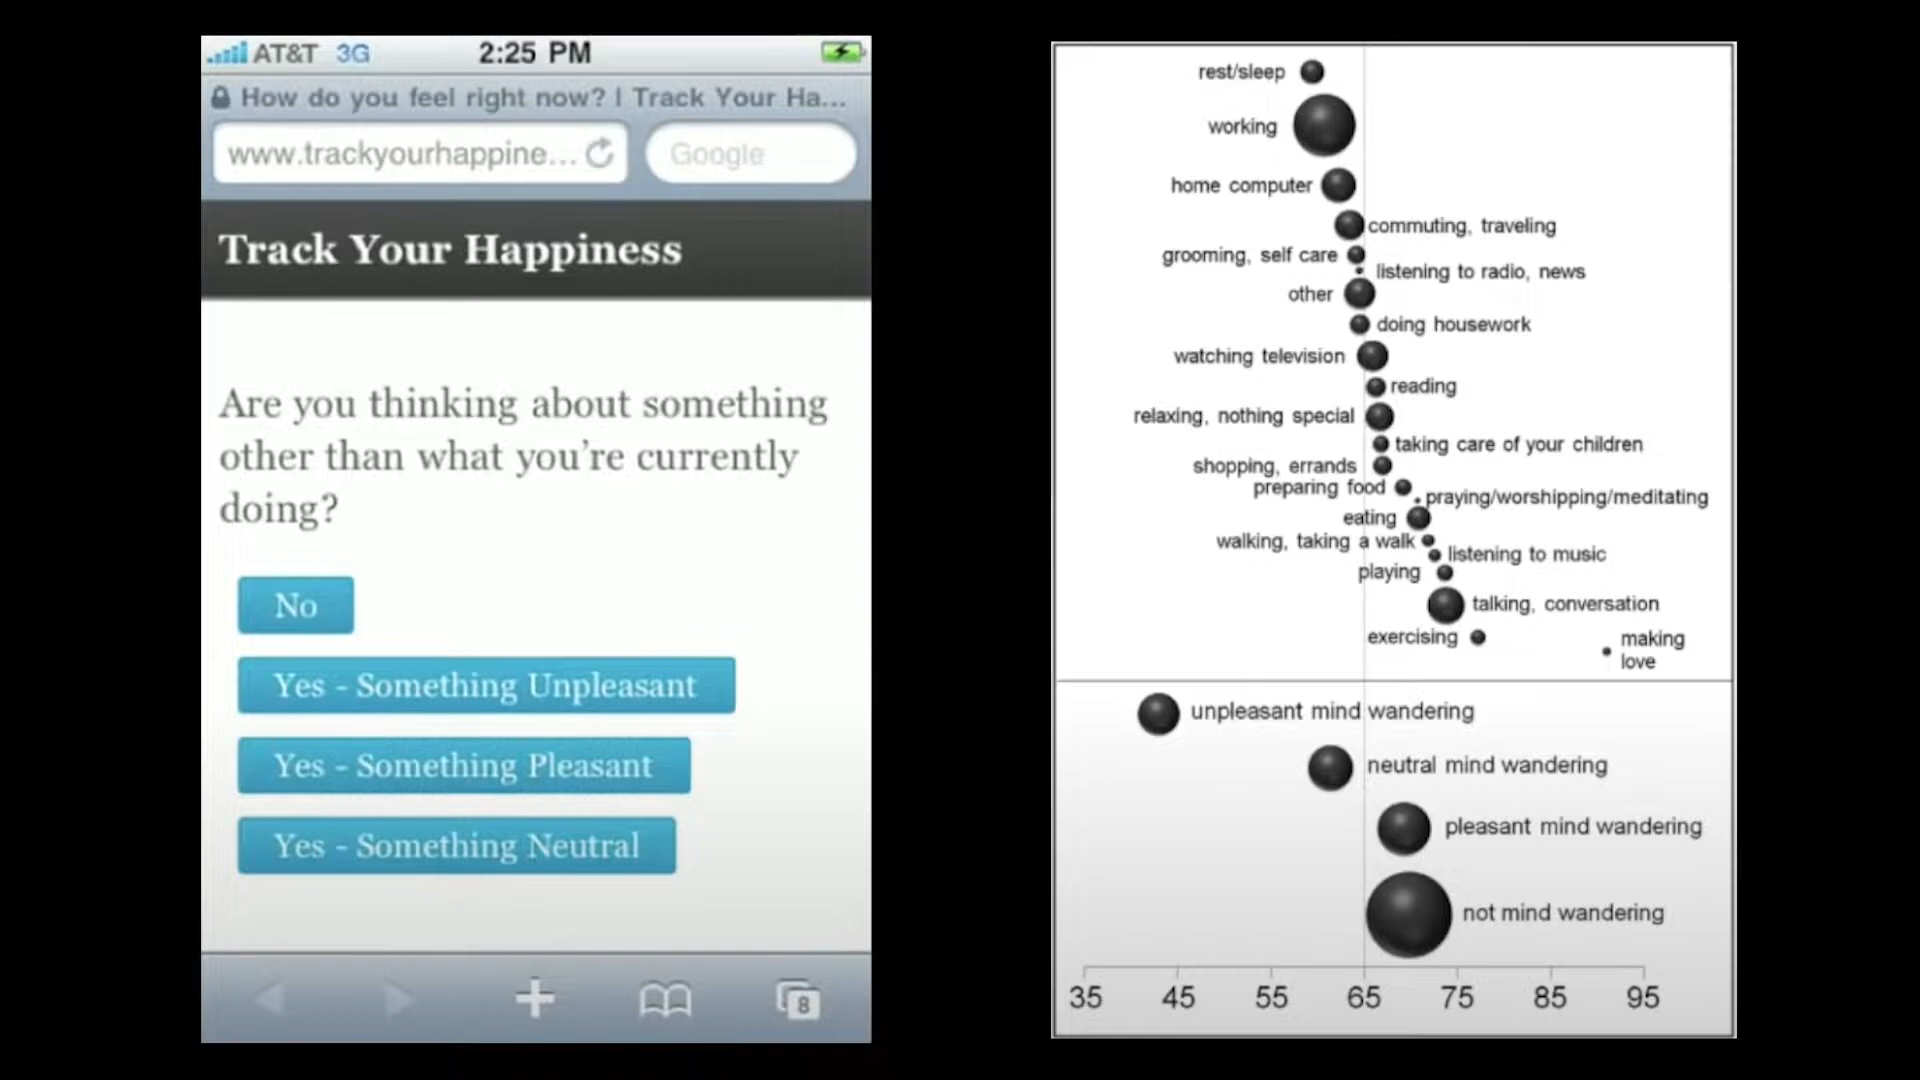 AT&T 3G 2:25 PM
How do you feel right now? | Track Your Ha...
www.trackyourhappine... Google
Track Your Happiness
Are you thinking about something
other than what you're currently
doing?
No
Yes - Something Unpleasant
Yes - Something Pleasant
Yes - Something Neutral
8
rest/sleep
working
home computer
commuting, traveling
grooming, self care
listening to radio, news
other
doing housework
watching television
reading
relaxing, nothing special
taking care of your children
shopping, errands
preparing food
praying/worshipping/meditating
eating
walking, taking a walk
listening to music
playing
talking, conversation
exercising
making
love
unpleasant mind wandering
neutral mind wandering
pleasant mind wandering
not mind wandering
35 45 55 65 75 85 95